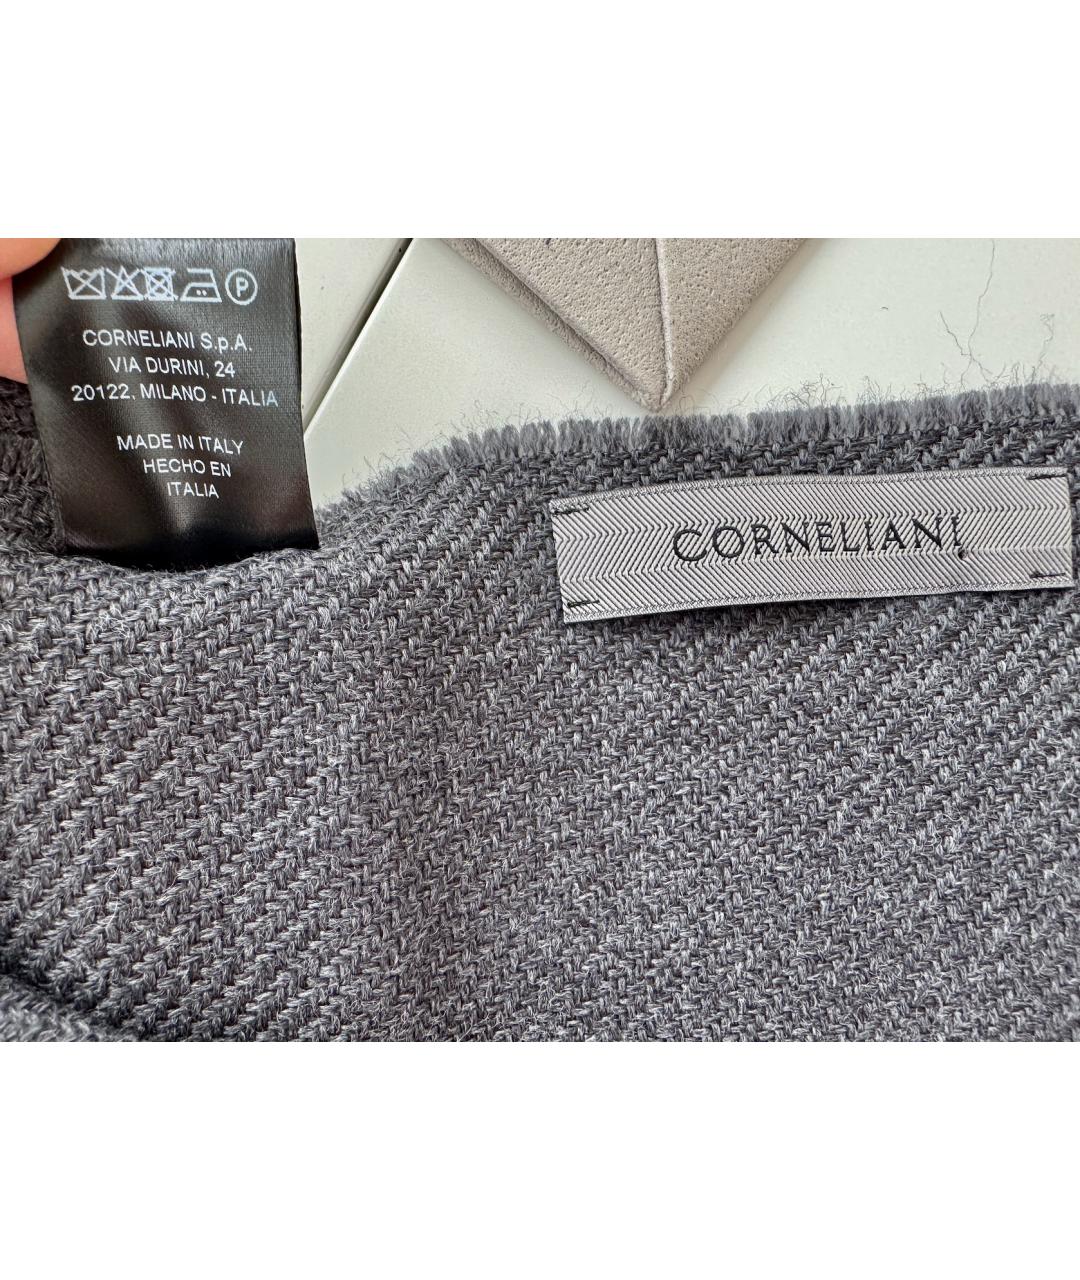 P
CORNELIANI S.p.A.
VIA DURINI, 24
20122, MILANO - ITALIA
MADE IN ITALY
HECHO EN
ITALIA
CORNELIANI